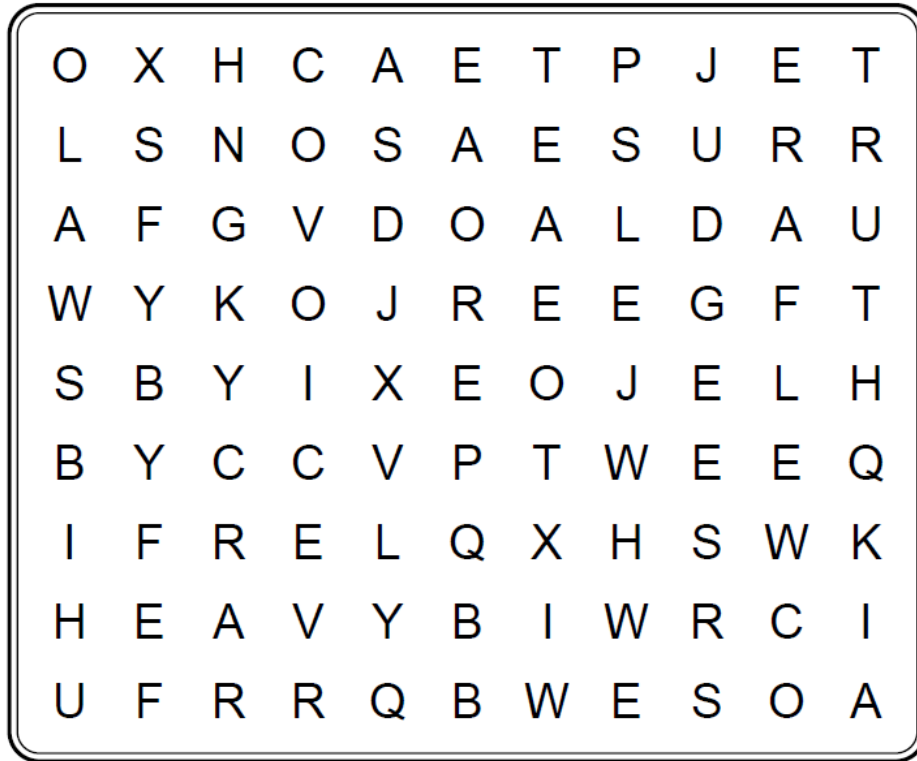 O X H C A E T P J E T
L S N O S A E S U R R
A F G V D O A L D A U
W Y K O J R E E G F T
S B Y I X E O J E L H
B Y C C V P T W E E Q
I F R E L Q X H S W K
H E A V Y B I W R C I
U F R R Q B W E S O A